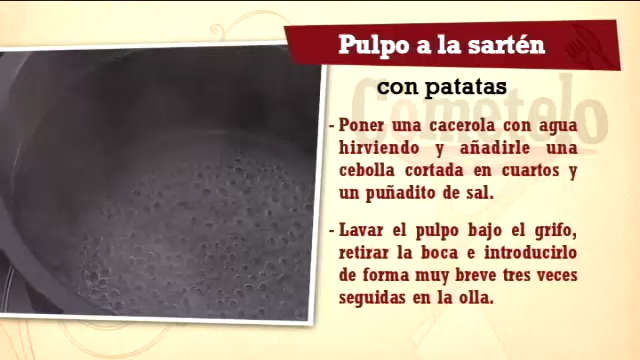 Pulpo a la sartén
con patatas
Cometelo
- Poner una cacerola con agua
hirviendo y añadirle una
cebolla cortada en cuartos y
un puñadito de sal.
- Lavar el pulpo bajo el grifo,
retirar la boca e introducirlo
de forma muy breve tres veces
seguidas en la olla.